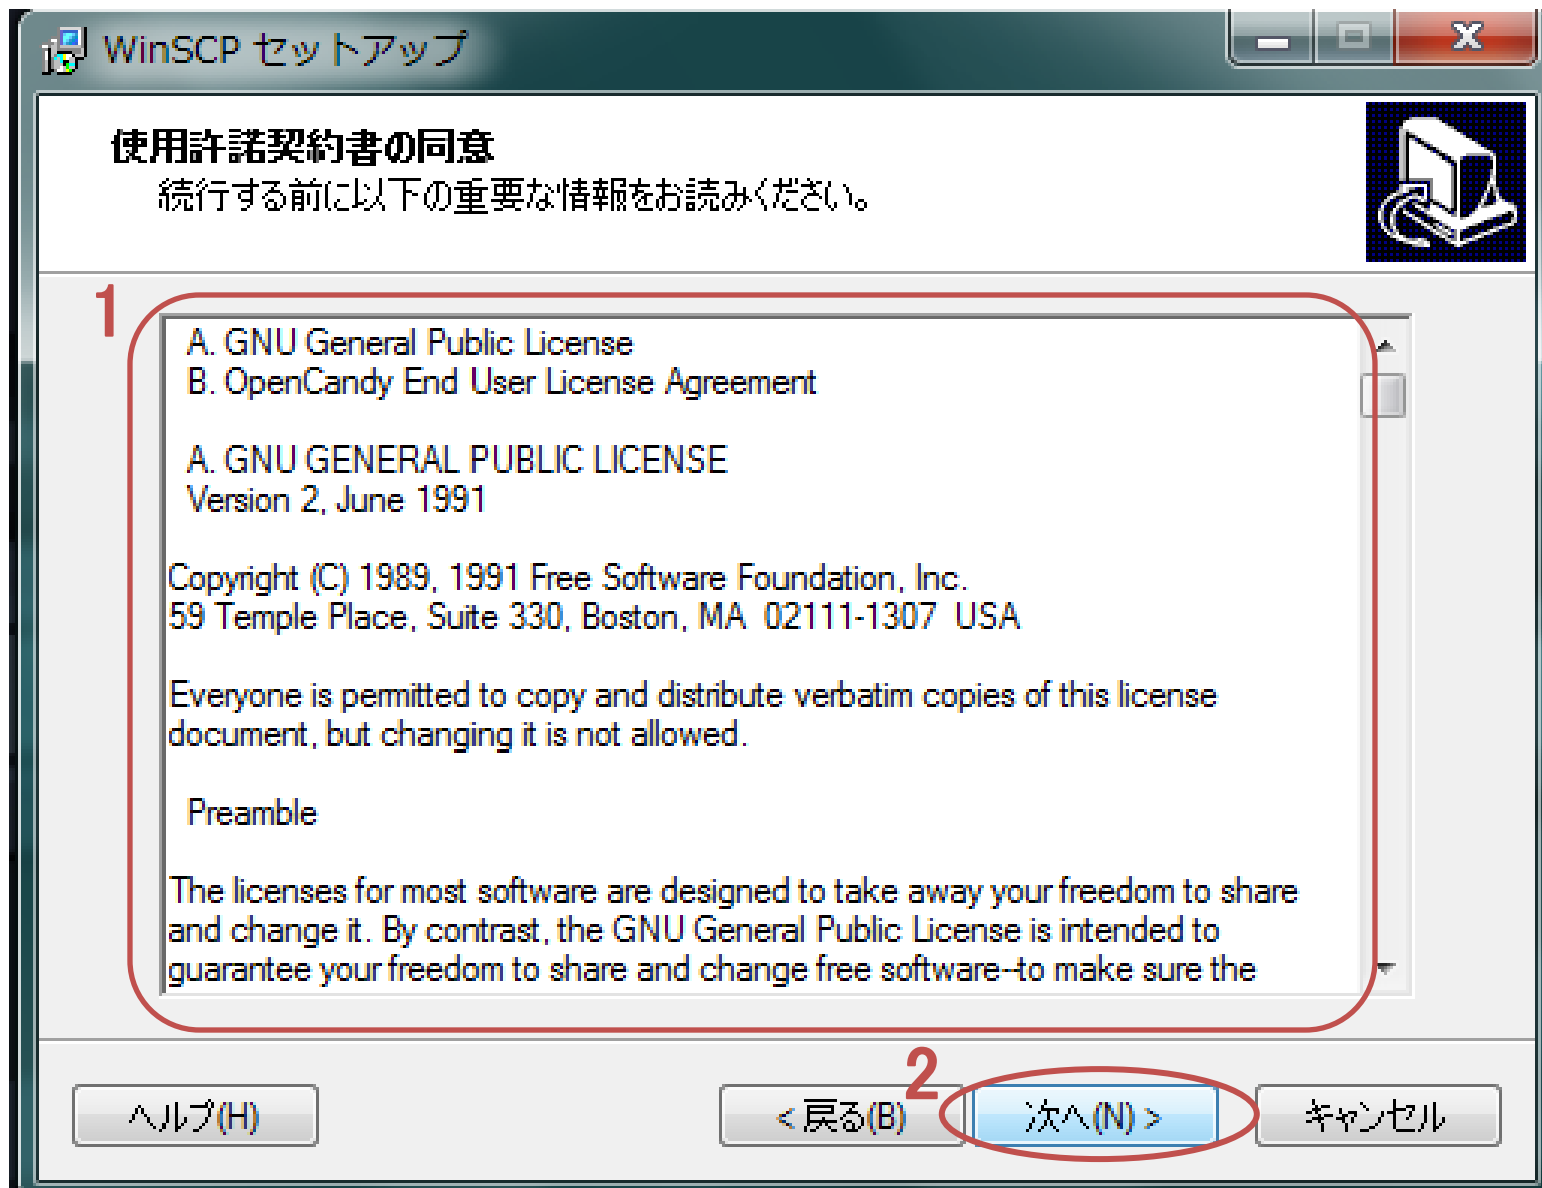 WinSCP セットアップ
使用許諾契約書の同意
続行する前に以下の重要な情報をお読みください。
1
A. GNU General Public License
B. OpenCandy End User License Agreement
A. GNU GENERAL PUBLIC LICENSE
Version 2, June 1991
Copyright (C) 1989, 1991 Free Software Foundation, Inc.
59 Temple Place, Suite 330, Boston, MA  02111-1307  USA
Everyone is permitted to copy and distribute verbatim copies of this license
document, but changing it is not allowed.
Preamble
The licenses for most software are designed to take away your freedom to share
and change it. By contrast, the GNU General Public License is intended to
guarantee your freedom to share and change free software--to make sure the
2
ヘルプ(H)
< 戻る(B)
次へ(N) >
キャンセル